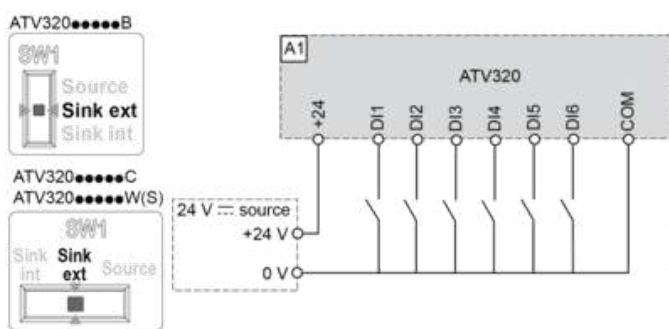 ATV320●●●●●B
SW1
Source
Sink ext
Sink int
ATV320●●●●●C
ATV320●●●●●W(S)
SW1
Sink int
Sink ext
Source
A1
ATV320
+24
DI1
DI2
DI3
DI4
DI5
DI6
COM
24 V ⎓ source
+24 V
0 V